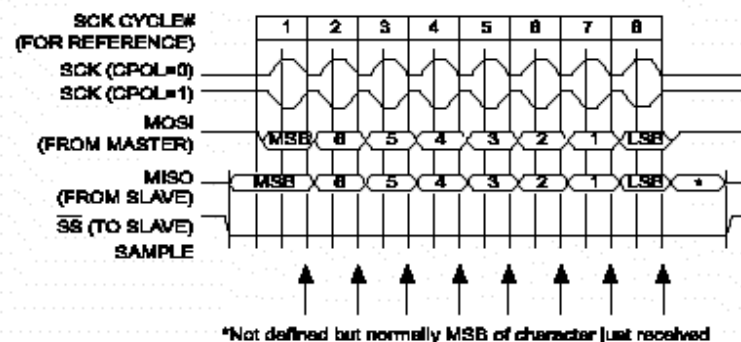 SCK CYCLE# 1 2 3 4 5 6 7 8
(FOR REFERENCE)
SCK (CPOL=0)
SCK (CPOL=1)
MOSI
(FROM MASTER) MSB 6 5 4 3 2 1 LSB
MISO
(FROM SLAVE) MSB 6 5 4 3 2 1 LSB *
SS (TO SLAVE)
SAMPLE
*Not defined but normally MSB of character just received